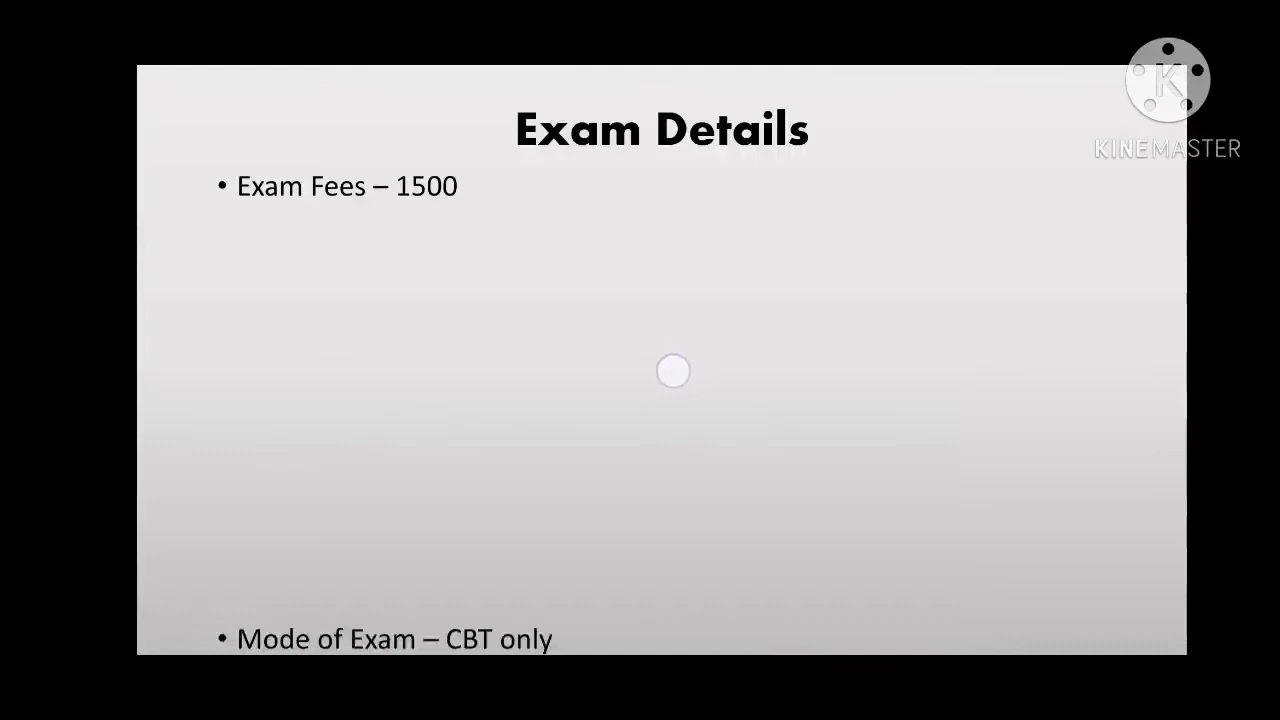 Exam Details
• Exam Fees – 1500
K
KINEMASTER
• Mode of Exam – CBT only